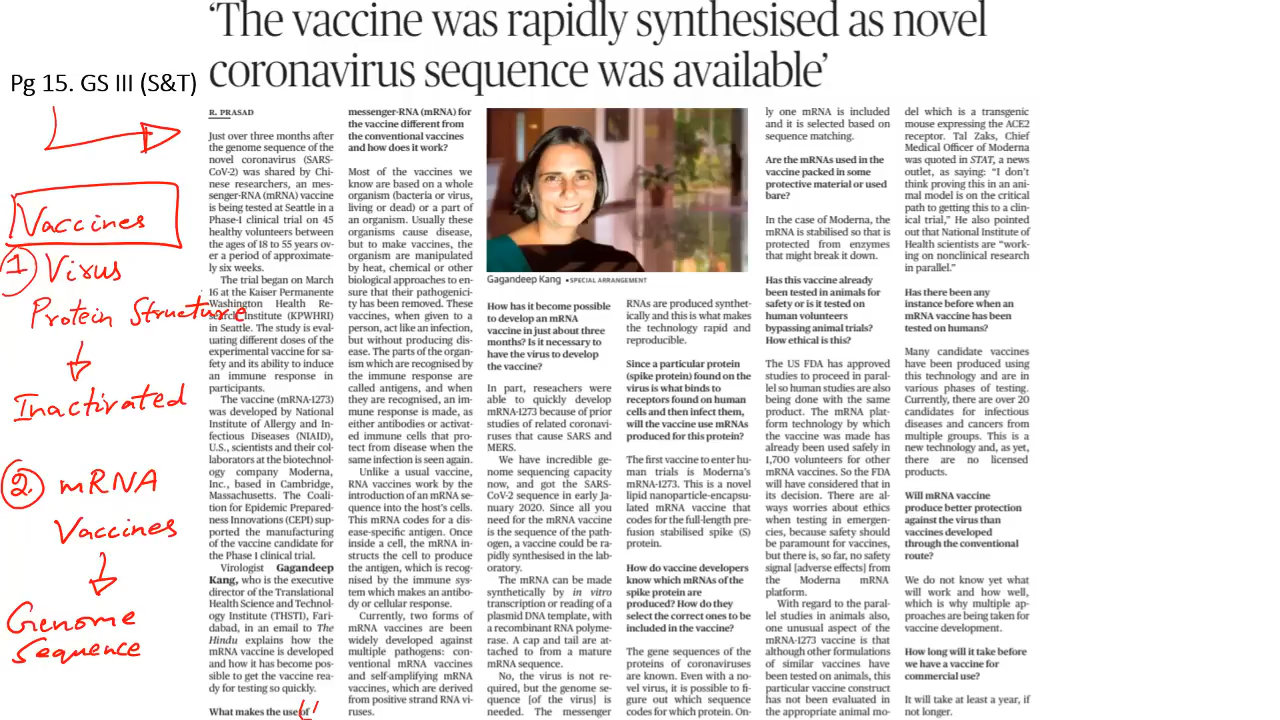 'The vaccine was rapidly synthesised as novel
coronavirus sequence was available'
Pg 15. GS III (S&T)
Vaccines
1) Virus
Protein Structure
Inactivated
2) mRNA
Vaccines
Genome
Sequence
R. PRASAD
Just over three months after
the genome sequence of the
novel coronavirus (SARS-
CoV-2) was shared by Chi-
nese researchers, an mes-
senger-RNA (mRNA) vaccine
is being tested at Seattle in a
Phase-I clinical trial on 45
healthy volunteers between
the ages of 18 to 55 years ov-
er a period of approximate-
ly six weeks.
The trial began on March
16 at the Kaiser Permanente
Washington Health Re-
search Institute (KPWHRI)
in Seattle. The study is eval-
uating different doses of the
experimental vaccine for sa-
fety and its ability to induce
an immune response in
participants.
The vaccine (mRNA-1273)
was developed by National
Institute of Allergy and In-
fectious Diseases (NIAID),
U.S., scientists and their col-
laborators at the biotechnol-
ogy company Moderna,
Inc., based in Cambridge,
Massachusetts. The Coali-
tion for Epidemic Prepared-
ness Innovations (CEPI) sup-
ported the manufacturing
of the vaccine candidate for
the Phase I clinical trial.
Virologist Gagandeep
Kang, who is the executive
director of the Translational
Health Science and Technol-
ogy Institute (THSTI), Fari-
dabad, in an email to The
Hindu explains how the
mRNA vaccine is developed
and how it has become pos-
sible to get the vaccine rea-
dy for testing so quickly.
What makes the use of
messenger-RNA (mRNA) for
the vaccine different from
the conventional vaccines
and how does it work?
Most of the vaccines we
know are based on a whole
organism (bacteria or virus,
living or dead) or a part of
an organism. Usually these
organisms cause disease,
but to make vaccines, the
organism are manipulated
by heat, chemical or other
biological approaches to en-
sure that their pathogenici-
ty has been removed. These
vaccines, when given to a
person, act like an infection,
but without producing dis-
ease. The parts of the organ-
ism which are recognised by
the immune response are
called antigens, and when
they are recognised, an im-
mune response is made, as
either antibodies or activat-
ed immune cells that pro-
tect from disease when the
same infection is seen again.
Unlike a usual vaccine,
RNA vaccines work by the
introduction of an mRNA se-
quence into the host's cells.
This mRNA codes for a dis-
ease-specific antigen. Once
inside a cell, the mRNA in-
structs the cell to produce
the antigen, which is recog-
nised by the immune sys-
tem which makes an antibo-
dy or cellular response.
Currently, two forms of
mRNA vaccines are been
widely developed against
multiple pathogens: con-
ventional mRNA vaccines
and self-amplifying mRNA
vaccines, which are derived
from positive strand RNA vi-
ruses.
Gagandeep Kang • SPECIAL ARRANGEMENT
How has it become possible
to develop an mRNA
vaccine in just about three
months? Is it necessary to
have the virus to develop
the vaccine?
In part, reseachers were
able to quickly develop
mRNA-1273 because of prior
studies of related coronavi-
ruses that cause SARS and
MERS.
We have incredible ge-
nome sequencing capacity
now, and got the SARS-
CoV-2 sequence in early Ja-
nuary 2020. Since all you
need for the mRNA vaccine
is the sequence of the path-
ogen, a vaccine could be ra-
pidly synthesised in the lab-
oratory.
The mRNA can be made
synthetically by in vitro
transcription or reading of a
plasmid DNA template, with
a recombinant RNA polyme-
rase. A cap and tail are at-
tached to from a mature
mRNA sequence.
No, the virus is not re-
quired, but the genome se-
quence [of the virus] is
needed. The messenger
RNAs are produced synthet-
ically and this is what makes
the technology rapid and
reproducible.
Since a particular protein
(spike protein) found on the
virus is what binds to
receptors found on human
cells and then infect them,
will the vaccine use mRNAs
produced for this protein?
The first vaccine to enter hu-
man trials is Moderna's
mRNA-1273. This is a novel
lipid nanoparticle-encapsu-
lated mRNA vaccine that
codes for the full-length pre-
fusion stabilised spike (S)
protein.
How do vaccine developers
know which mRNAs of the
spike protein are
produced? How do they
select the correct ones to be
included in the vaccine?
The gene sequences of the
proteins of coronaviruses
are known. Even with a no-
vel virus, it is possible to fi-
gure out which sequence
codes for which protein. On-
ly one mRNA is included
and it is selected based on
sequence matching.
Are the mRNAs used in the
vaccine packed in some
protective material or used
bare?
In the case of Moderna, the
mRNA is stabilised so that is
protected from enzymes
that might break it down.
Has this vaccine already
been tested in animals for
safety or is it tested on
human volunteers
bypassing animal trials?
How ethical is this?
The US FDA has approved
studies to proceed in paral-
lel so human studies are also
being done with the same
product. The mRNA plat-
form technology by which
the vaccine was made has
already been used safely in
1,700 volunteers for other
mRNA vaccines. So the FDA
will have considered that in
its decision. There are al-
ways worries about ethics
when testing in emergen-
cies, because safety should
be paramount for vaccines,
but there is, so far, no safety
signal [adverse effects] from
the Moderna mRNA
platform.
With regard to the paral-
lel studies in animals also,
one unusual aspect of the
mRNA-1273 vaccine is that
although other formulations
of similar vaccines have
been tested on animals, this
particular vaccine construct
has not been evaluated in
the appropriate animal mo-
del which is a transgenic
mouse expressing the ACE2
receptor. Tal Zaks, Chief
Medical Officer of Moderna
was quoted in STAT, a news
outlet, as saying: "I don't
think proving this in an ani-
mal model is on the critical
path to getting this to a clin-
ical trial," He also pointed
out that National Institute of
Health scientists are "work-
ing on nonclinical research
in parallel."
Has there been any
instance before when an
mRNA vaccine has been
tested on humans?
Many candidate vaccines
have been produced using
this technology and are in
various phases of testing.
Currently, there are over 20
candidates for infectious
diseases and cancers from
multiple groups. This is a
new technology and, as yet,
there are no licensed
products.
Will mRNA vaccine
produce better protection
against the virus than
vaccines developed
through the conventional
route?
We do not know yet what
will work and how well,
which is why multiple ap-
proaches are being taken for
vaccine development.
How long will it take before
we have a vaccine for
commercial use?
It will take at least a year, if
not longer.